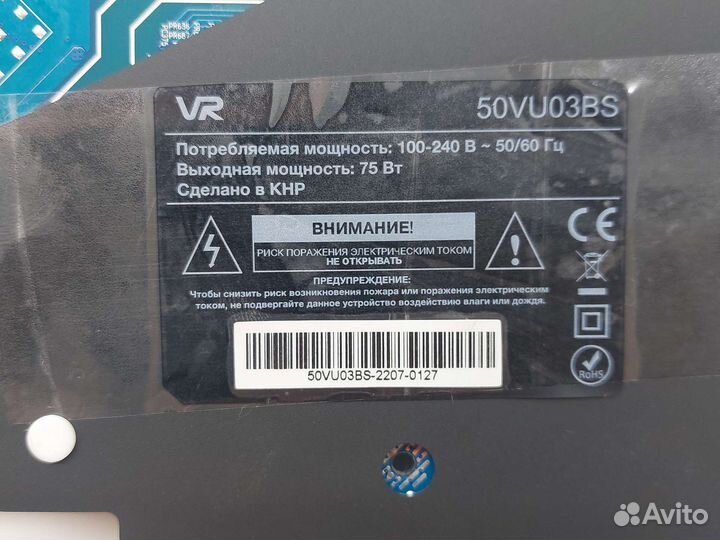 PR636
PR687
VR
50VU03BS
Потребляемая мощность: 100-240 В ~ 50/60 Гц
Выходная мощность: 75 Вт
Сделано в КНР
ВНИМАНИЕ!
РИСК ПОРАЖЕНИЯ ЭЛЕКТРИЧЕСКИМ ТОКОМ
НЕ ОТКРЫВАТЬ
CE
ПРЕДУПРЕЖДЕНИЕ:
Чтобы снизить риск возникновения пожара или поражения электрическим
током, не подвергайте данное устройство воздействию влаги или дождя.
50VU03BS-2207-0127
RoHS
Avito